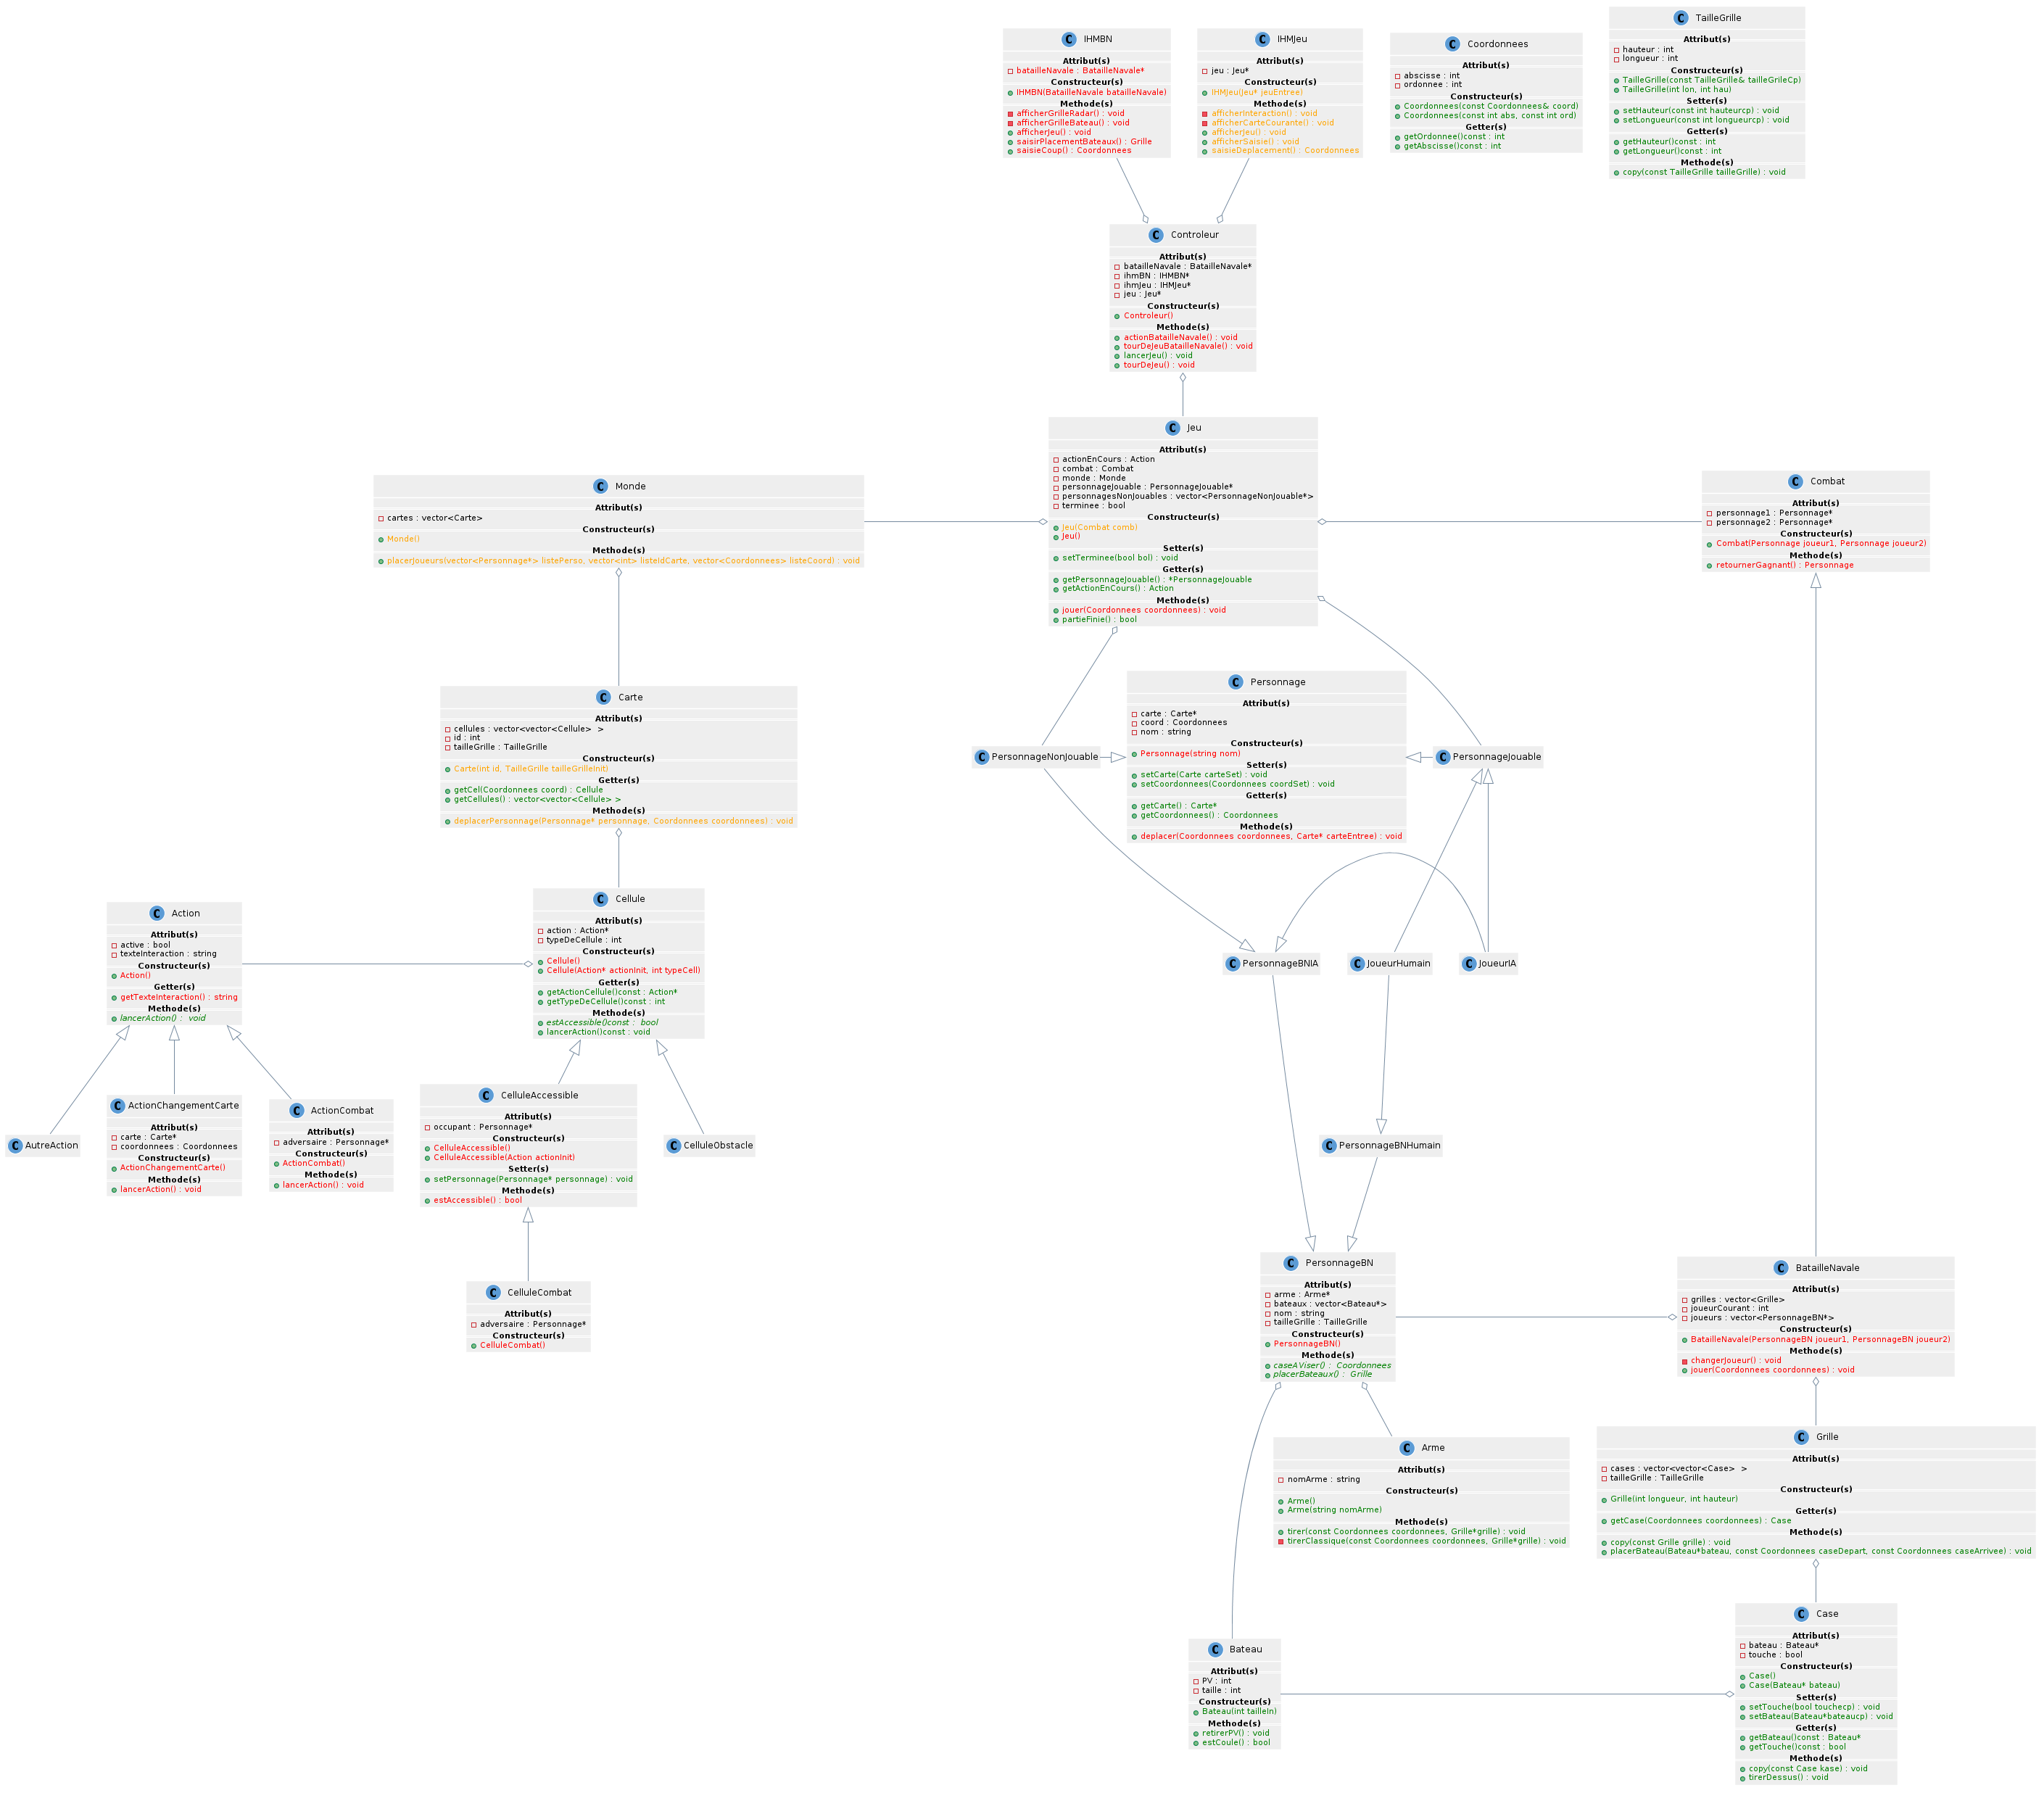 C IHMBN
Attribut(s)
batailleNavale : BatailleNavale*
Constructeur(s)
IHMBN(BatailleNavale batailleNavale)
Methode(s)
afficherGrilleRadar() : void
afficherGrilleBateau() : void
afficherJeu() : void
saisirPlacementBateaux() : Grille
saisieCoup() : Coordonnees
C IHMJeu
Attribut(s)
jeu : Jeu*
Constructeur(s)
IHMJeu(Jeu* jeuEntree)
Methode(s)
afficherInteraction() : void
afficherCarteCourante() : void
afficherJeu() : void
afficherSaisie() : void
saisieDeplacement() : Coordonnees
C Coordonnees
Attribut(s)
abscisse : int
ordonnee : int
Constructeur(s)
Coordonnees(const Coordonnees& coord)
Coordonnees(const int abs, const int ord)
Getter(s)
getOrdonnee()const : int
getAbscisse()const : int
C TailleGrille
Attribut(s)
hauteur : int
longueur : int
Constructeur(s)
TailleGrille(const TailleGrille& tailleGrileCp)
TailleGrille(int lon, int hau)
Setter(s)
setHauteur(const int hauteurcp) : void
setLongueur(const int longueurcp) : void
Getter(s)
getHauteur()const : int
getLongueur()const : int
Methode(s)
copy(const TailleGrille tailleGrille) : void
C Controleur
Attribut(s)
batailleNavale : BatailleNavale*
ihmBN : IHMBN*
ihmJeu : IHMJeu*
jeu : Jeu*
Constructeur(s)
Controleur()
Methode(s)
actionBatailleNavale() : void
tourDeJeuBatailleNavale() : void
lancerJeu() : void
tourDeJeu() : void
C Jeu
Attribut(s)
actionEnCours : Action
combat : Combat
monde : Monde
personnageJouable : PersonnageJouable*
personnagesNonJouables : vector<PersonnageNonJouable*>
terminee : bool
Constructeur(s)
Jeu(Combat comb)
Jeu()
Setter(s)
setTerminee(bool bol) : void
Getter(s)
getPersonnageJouable() : *PersonnageJouable
getActionEnCours() : Action
Methode(s)
jouer(Coordonnees coordonnees) : void
partieFinie() : bool
C Monde
Attribut(s)
cartes : vector<Carte>
Constructeur(s)
Monde()
Methode(s)
placerJoueurs(vector<Personnage*> listePerso, vector<int> listeIdCarte, vector<Coordonnees> listeCoord) : void
C Combat
Attribut(s)
personnage1 : Personnage*
personnage2 : Personnage*
Constructeur(s)
Combat(Personnage joueur1, Personnage joueur2)
Methode(s)
retournerGagnant() : Personnage
C Carte
Attribut(s)
cellules : vector<vector<Cellule>  >
id : int
tailleGrille : TailleGrille
Constructeur(s)
Carte(int id, TailleGrille tailleGrilleInit)
Getter(s)
getCel(Coordonnees coord) : Cellule
getCellules() : vector<vector<Cellule> >
Methode(s)
deplacerPersonnage(Personnage* personnage, Coordonnees coordonnees) : void
C Personnage
Attribut(s)
carte : Carte*
coord : Coordonnees
nom : string
Constructeur(s)
Personnage(string nom)
Setter(s)
setCarte(Carte carteSet) : void
setCoordonnees(Coordonnees coordSet) : void
Getter(s)
getCarte() : Carte*
getCoordonnees() : Coordonnees
Methode(s)
deplacer(Coordonnees coordonnees, Carte* carteEntree) : void
C PersonnageNonJouable
C PersonnageJouable
C Action
Attribut(s)
active : bool
texteInteraction : string
Constructeur(s)
Action()
Getter(s)
getTexteInteraction() : string
Methode(s)
lancerAction() :  void
C Cellule
Attribut(s)
action : Action*
typeDeCellule : int
Constructeur(s)
Cellule()
Cellule(Action* actionInit, int typeCell)
Getter(s)
getActionCellule()const : Action*
getTypeDeCellule()const : int
Methode(s)
estAccessible()const :  bool
lancerAction()const : void
C PersonnageBNIA
C JoueurHumain
C JoueurIA
C AutreAction
C ActionChangementCarte
Attribut(s)
carte : Carte*
coordonnees : Coordonnees
Constructeur(s)
ActionChangementCarte()
Methode(s)
lancerAction() : void
C ActionCombat
Attribut(s)
adversaire : Personnage*
Constructeur(s)
ActionCombat()
Methode(s)
lancerAction() : void
C CelluleAccessible
Attribut(s)
occupant : Personnage*
Constructeur(s)
CelluleAccessible()
CelluleAccessible(Action actionInit)
Setter(s)
setPersonnage(Personnage* personnage) : void
Methode(s)
estAccessible() : bool
C CelluleObstacle
C PersonnageBNHumain
C CelluleCombat
Attribut(s)
adversaire : Personnage*
Constructeur(s)
CelluleCombat()
C PersonnageBN
Attribut(s)
arme : Arme*
bateaux : vector<Bateau*>
nom : string
tailleGrille : TailleGrille
Constructeur(s)
PersonnageBN()
Methode(s)
caseAViser() :  Coordonnees
placerBateaux() :  Grille
C BatailleNavale
Attribut(s)
grilles : vector<Grille>
joueurCourant : int
joueurs : vector<PersonnageBN*>
Constructeur(s)
BatailleNavale(PersonnageBN joueur1, PersonnageBN joueur2)
Methode(s)
changerJoueur() : void
jouer(Coordonnees coordonnees) : void
C Arme
Attribut(s)
nomArme : string
Constructeur(s)
Arme()
Arme(string nomArme)
Methode(s)
tirer(const Coordonnees coordonnees, Grille*grille) : void
tirerClassique(const Coordonnees coordonnees, Grille*grille) : void
C Grille
Attribut(s)
cases : vector<vector<Case>  >
tailleGrille : TailleGrille
Constructeur(s)
Grille(int longueur, int hauteur)
Getter(s)
getCase(Coordonnees coordonnees) : Case
Methode(s)
copy(const Grille grille) : void
placerBateau(Bateau*bateau, const Coordonnees caseDepart, const Coordonnees caseArrivee) : void
C Bateau
Attribut(s)
PV : int
taille : int
Constructeur(s)
Bateau(int tailleIn)
Methode(s)
retirerPV() : void
estCoule() : bool
C Case
Attribut(s)
bateau : Bateau*
touche : bool
Constructeur(s)
Case()
Case(Bateau* bateau)
Setter(s)
setTouche(bool touchecp) : void
setBateau(Bateau*bateaucp) : void
Getter(s)
getBateau()const : Bateau*
getTouche()const : bool
Methode(s)
copy(const Case kase) : void
tirerDessus() : void